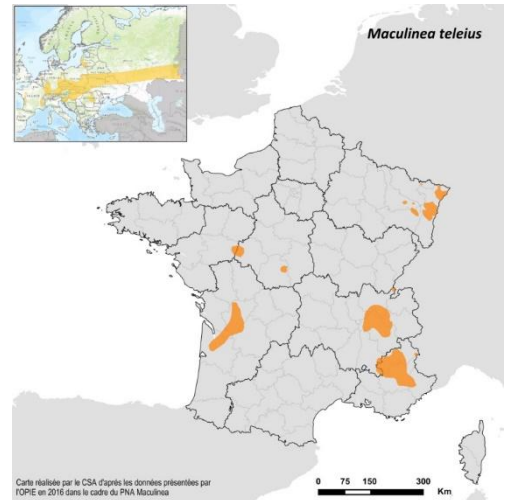 Maculinea teleius
Carte réalisée par le CSA d'après les données présentées par
l'OPIE en 2016 dans le cadre du PNA Maculinea
0 75 150 300
Km